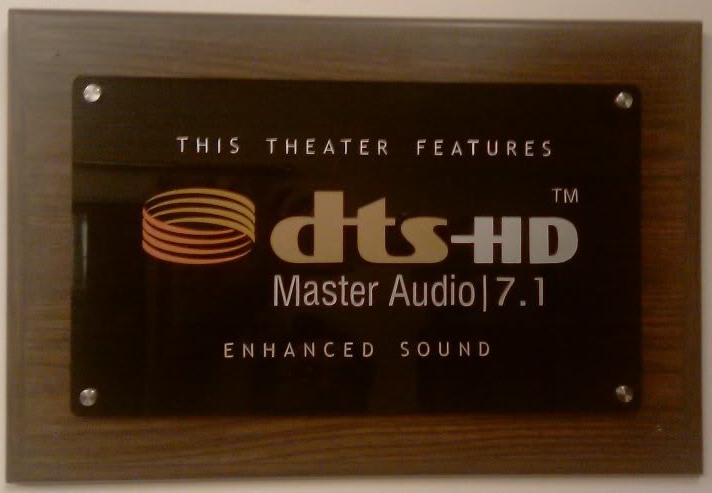 THIS THEATER FEATURES
dts-HD™
Master Audio|7.1
ENHANCED SOUND